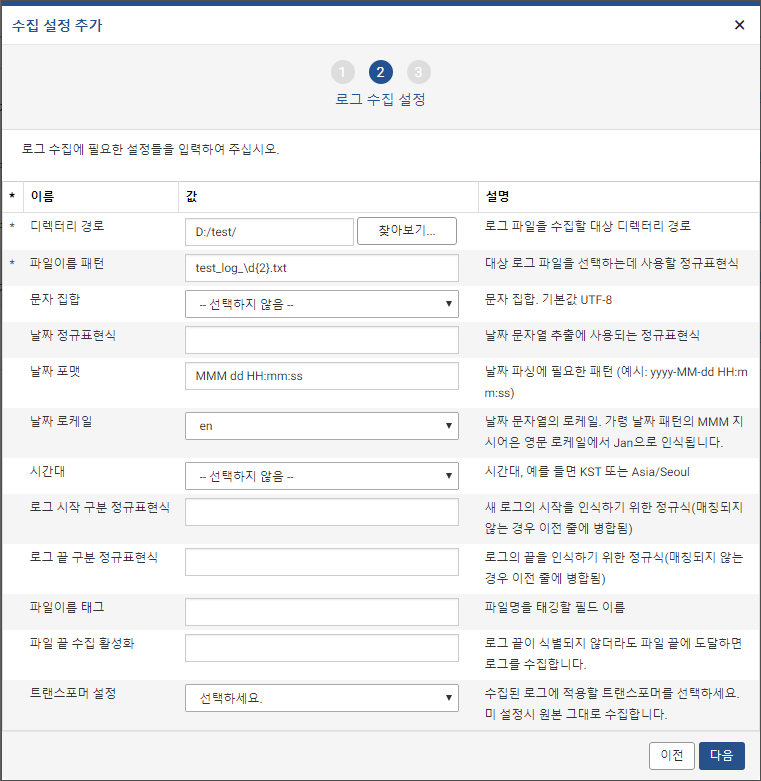 수집 설정 추가
×
1 2 3
로그 수집 설정
로그 수집에 필요한 설정들을 입력하여 주십시오.
* 이름 값 설명
* 디렉터리 경로 D:/test/ 찾아보기... 로그 파일을 수집할 대상 디렉터리 경로
* 파일이름 패턴 test_log_\d{2}.txt 대상 로그 파일을 선택하는데 사용할 정규표현식
문자 집합 -- 선택하지 않음 -- 문자 집합. 기본값 UTF-8
날짜 정규표현식 날짜 문자열 추출에 사용되는 정규표현식
날짜 포맷 MMM dd HH:mm:ss 날짜 파싱에 필요한 패턴 (예시: yyyy-MM-dd HH:m
m:ss)
날짜 로케일 en 날짜 문자열의 로케일. 가령 날짜 패턴의 MMM 지
시어은 영문 로케일에서 Jan으로 인식됩니다.
시간대 -- 선택하지 않음 -- 시간대, 예를 들면 KST 또는 Asia/Seoul
로그 시작 구분 정규표현식 새 로그의 시작을 인식하기 위한 정규식(매칭되지
않는 경우 이전 줄에 병합됨)
로그 끝 구분 정규표현식 로그의 끝을 인식하기 위한 정규식(매칭되지 않는
경우 이전 줄에 병합됨)
파일이름 태그 파일명을 태깅할 필드 이름
파일 끝 수집 활성화 로그 끝이 식별되지 않더라도 파일 끝에 도달하면
로그를 수집합니다.
트랜스포머 설정 선택하세요. 수집된 로그에 적용할 트랜스포머를 선택하세요.
미 설정시 원본 그대로 수집합니다.
이전 다음